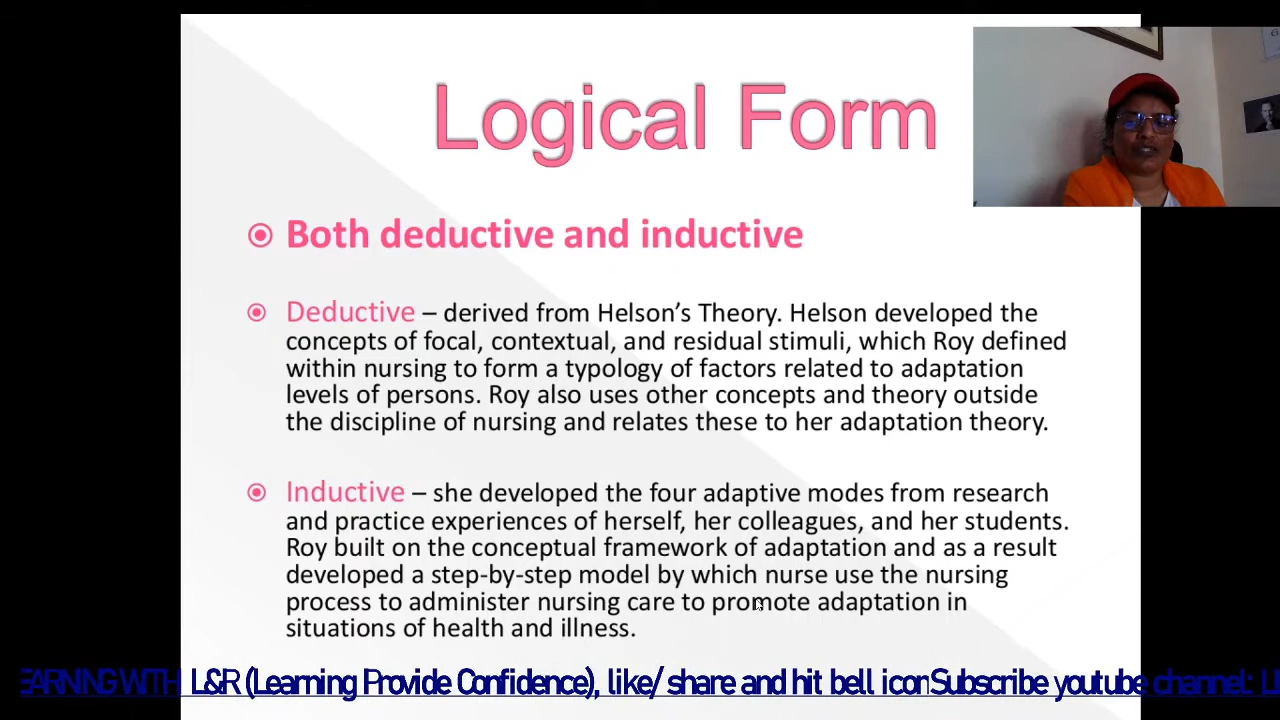 Logical Form
Both deductive and inductive
Deductive – derived from Helson's Theory. Helson developed the
concepts of focal, contextual, and residual stimuli, which Roy defined
within nursing to form a typology of factors related to adaptation
levels of persons. Roy also uses other concepts and theory outside
the discipline of nursing and relates these to her adaptation theory.
Inductive – she developed the four adaptive modes from research
and practice experiences of herself, her colleagues, and her students.
Roy built on the conceptual framework of adaptation and as a result
developed a step-by-step model by which nurse use the nursing
process to administer nursing care to promote adaptation in
situations of health and illness.
EARNING WITH L&R (Learning Provide Confidence), like/ share and hit bell icon Subscribe youtube channel: